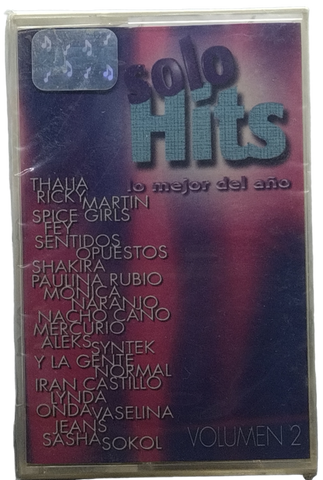 solo
Hits
lo mejor del año
THALIA
RICKY MARTIN
SPICE GIRLS
FEY
SENTIDOS
OPUESTOS
SHAKIRA
PAULINA RUBIO
MONICA
NARANJO
NACHO CANO
MERCURIO
ALEKS SYNTEK
Y LA GENTE
NORMAL
IRAN CASTILLO
LYNDA
ONDA VASELINA
JEANS
SASHA SOKOL
VOLUMEN 2